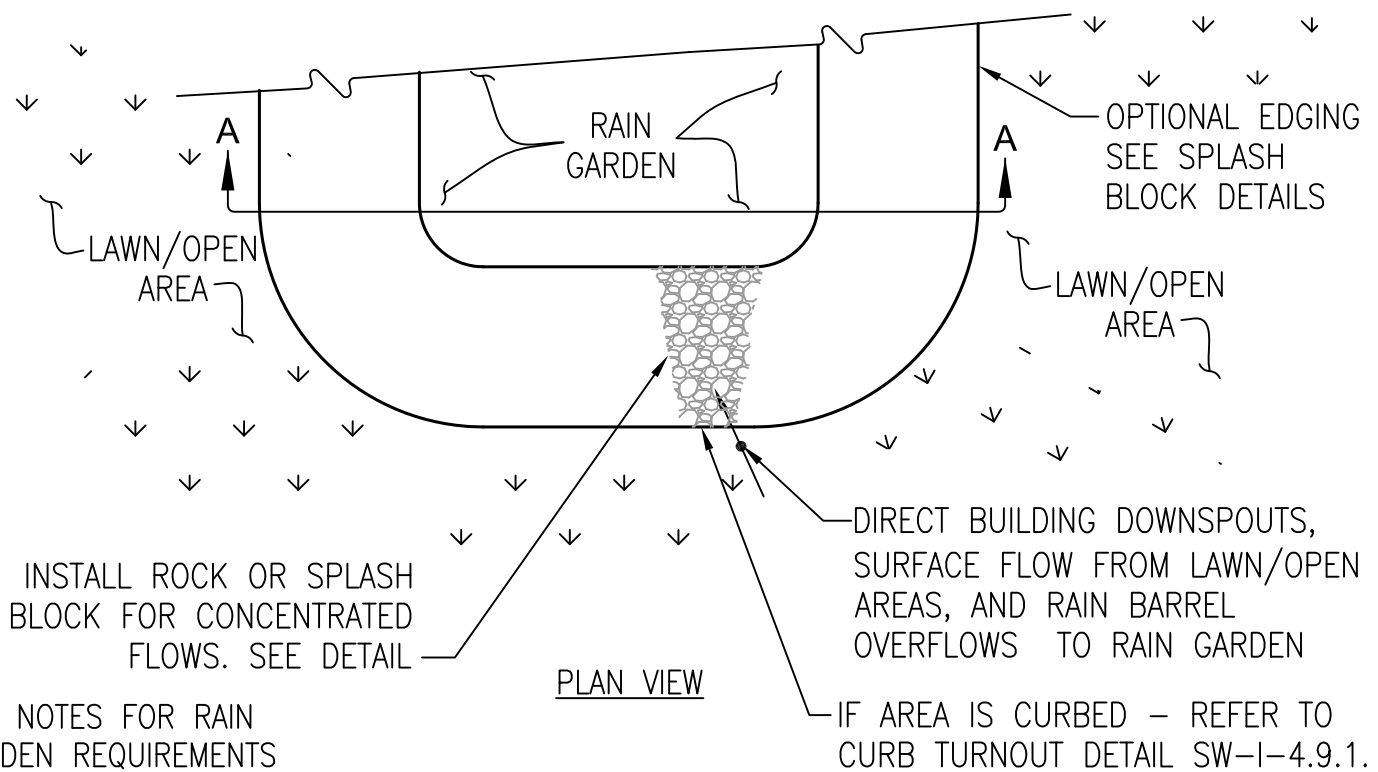 A
RAIN
GARDEN
A
OPTIONAL EDGING
SEE SPLASH
BLOCK DETAILS
LAWN/OPEN
AREA
LAWN/OPEN
AREA
INSTALL ROCK OR SPLASH
BLOCK FOR CONCENTRATED
FLOWS. SEE DETAIL
DIRECT BUILDING DOWNSPOUTS,
SURFACE FLOW FROM LAWN/OPEN
AREAS, AND RAIN BARREL
OVERFLOWS TO RAIN GARDEN
PLAN VIEW
NOTES FOR RAIN
DEN REQUIREMENTS
IF AREA IS CURBED – REFER TO
CURB TURNOUT DETAIL SW–I–4.9.1.